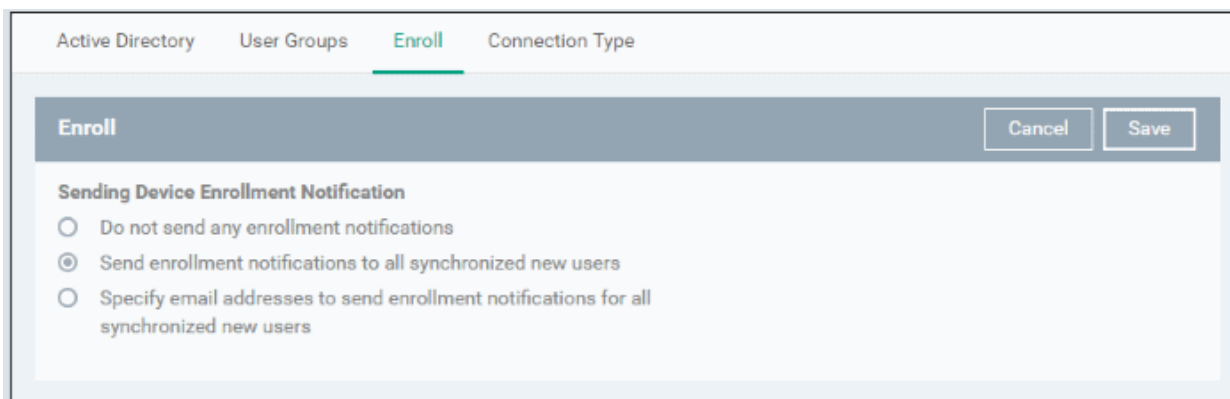 Active Directory User Groups Enroll Connection Type
Enroll Cancel Save
Sending Device Enrollment Notification
Do not send any enrollment notifications
Send enrollment notifications to all synchronized new users
Specify email addresses to send enrollment notifications for all
synchronized new users